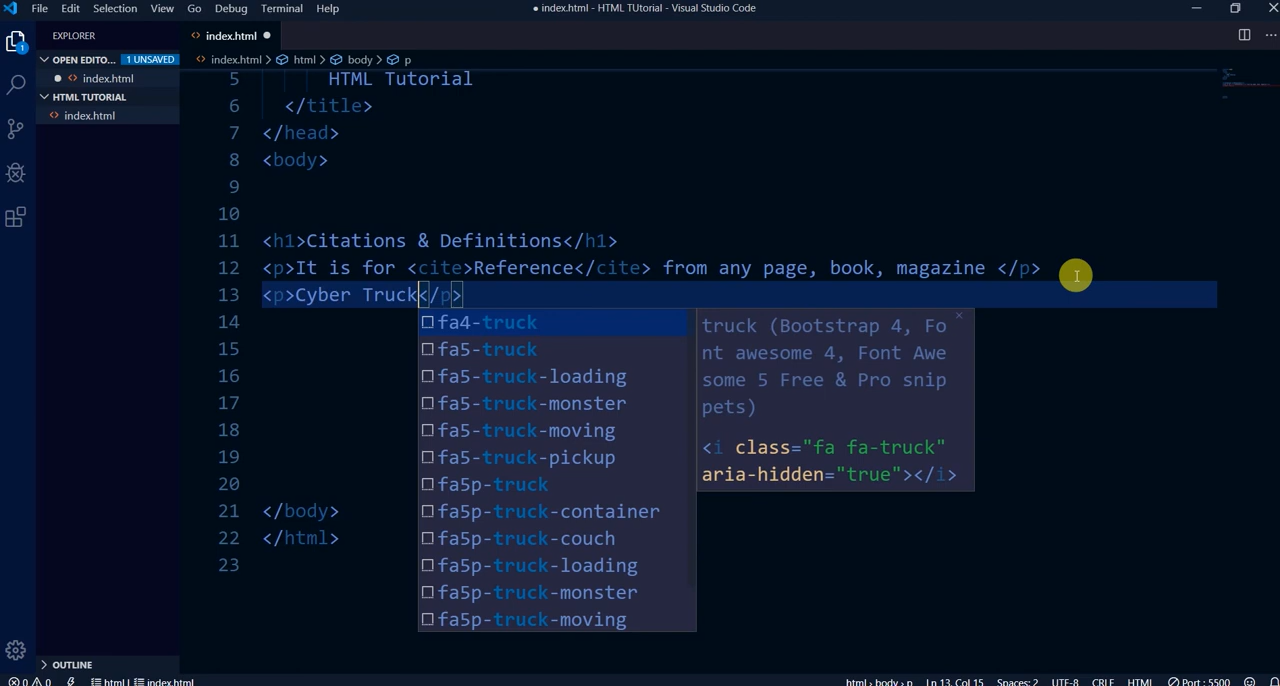 File Edit Selection View Go Debug Terminal Help ● index.html - HTML TUtorial - Visual Studio Code
EXPLORER
<> index.html ●
OPEN EDITO... 1 UNSAVED
1
● <> index.html
HTML TUTORIAL
<> index.html
<> index.html > html > body > p
5 HTML Tutorial
6 </title>
7 </head>
8 <body>
9
10
11 <h1>Citations & Definitions</h1>
12 <p>It is for <cite>Reference</cite> from any page, book, magazine </p>
13 <p>Cyber Truck</p>
14
15
16
17
18
19
20
21 </body>
22 </html>
23
fa4-truck
fa5-truck
fa5-truck-loading
fa5-truck-monster
fa5-truck-moving
fa5-truck-pickup
fa5p-truck
fa5p-truck-container
fa5p-truck-couch
fa5p-truck-loading
fa5p-truck-monster
fa5p-truck-moving
truck (Bootstrap 4, Fo
nt awesome 4, Font Awe
some 5 Free & Pro snip
pets)
<i class="fa fa-truck"
aria-hidden="true"></i>
OUTLINE
0 0 html | index.html html › body › p Ln 13, Col 15 Spaces: 2 UTF-8 CRLF HTML Port : 5500